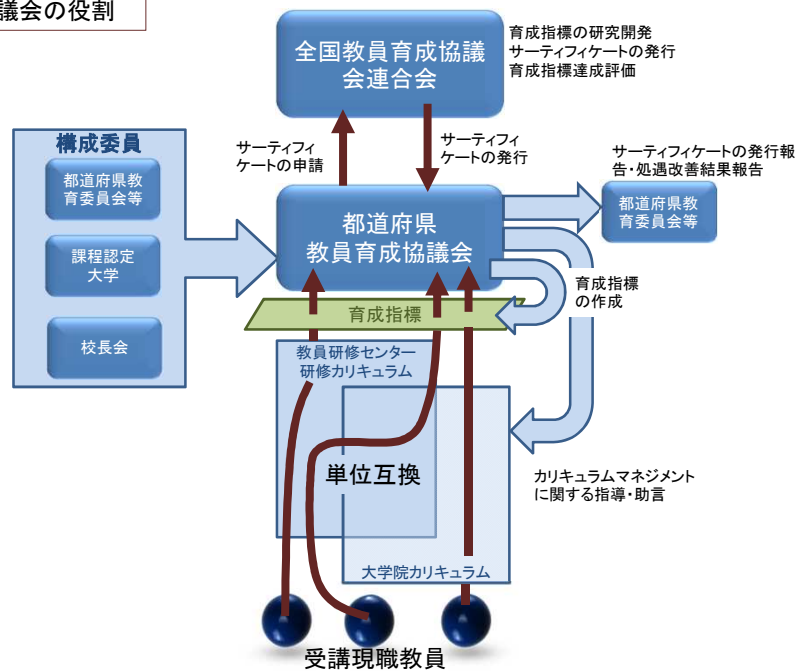 議会の役割
全国教員育成協議
会連合会
育成指標の研究開発
サーティフィケートの発行
育成指標達成評価
サーティフィ
ケートの申請
サーティフィ
ケートの発行
構成委員
都道府県教
育委員会等
課程認定
大学
校長会
都道府県
教員育成協議会
サーティフィケートの発行報
告・処遇改善結果報告
都道府県教
育委員会等
育成指標
の作成
育成指標
教員研修センター
研修カリキュラム
単位互換
カリキュラムマネジメント
に関する指導・助言
大学院カリキュラム
受講現職教員